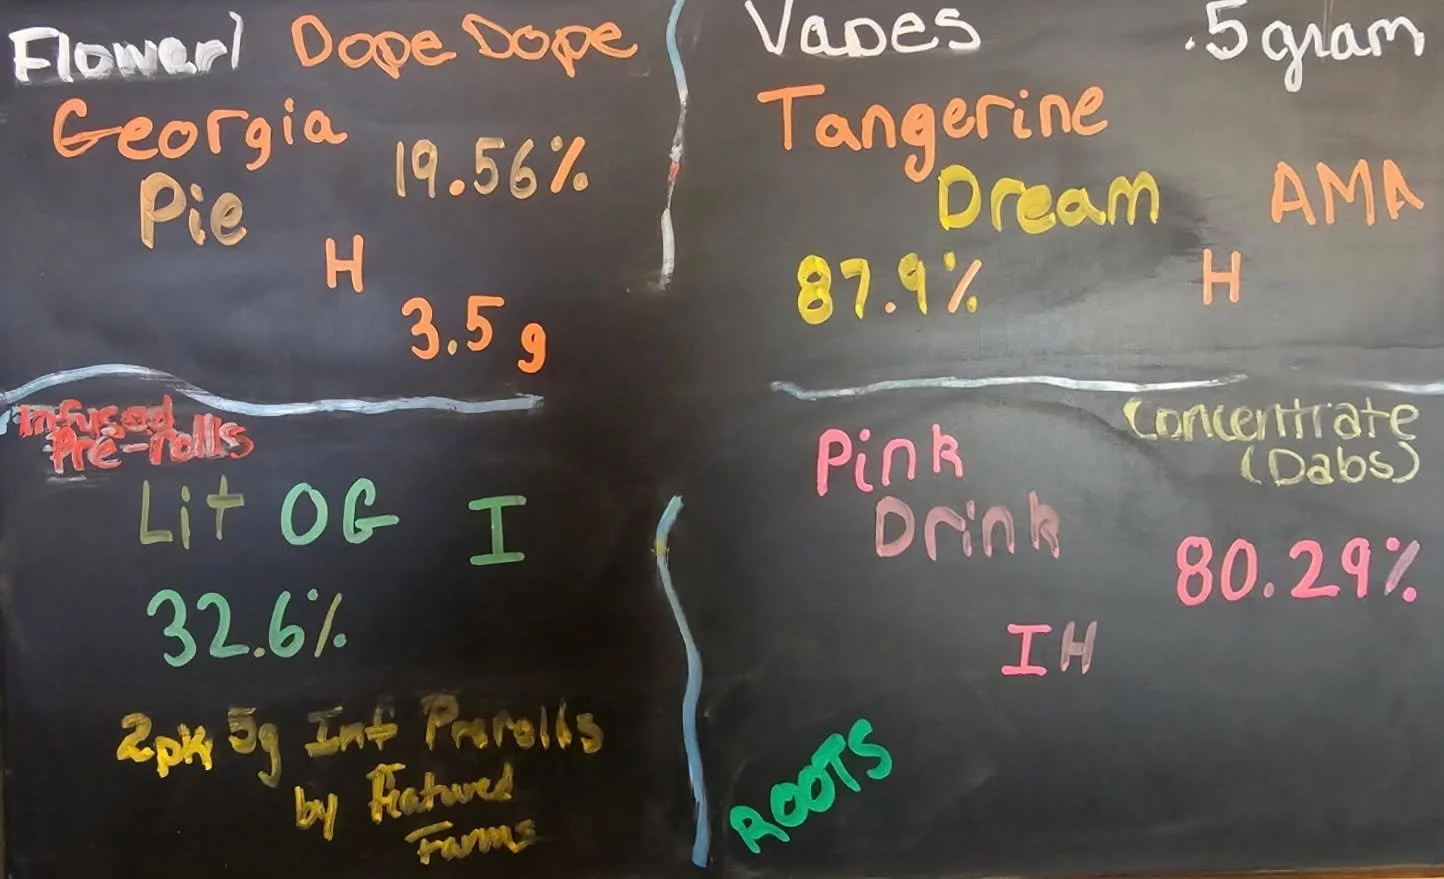 Flower Dope Dope
Georgia
Pie
19.56%
H
3.5g
Vapes .5 gram
Tangerine
Dream
AMA
87.9%
H
Infused
Pre-rolls
Lit OG I
32.6%
2pk 5g Inf Prerolls
by Featured
Farms
Concentrate
(Dabs)
Pink
Drink
80.29%
IH
ROOTS